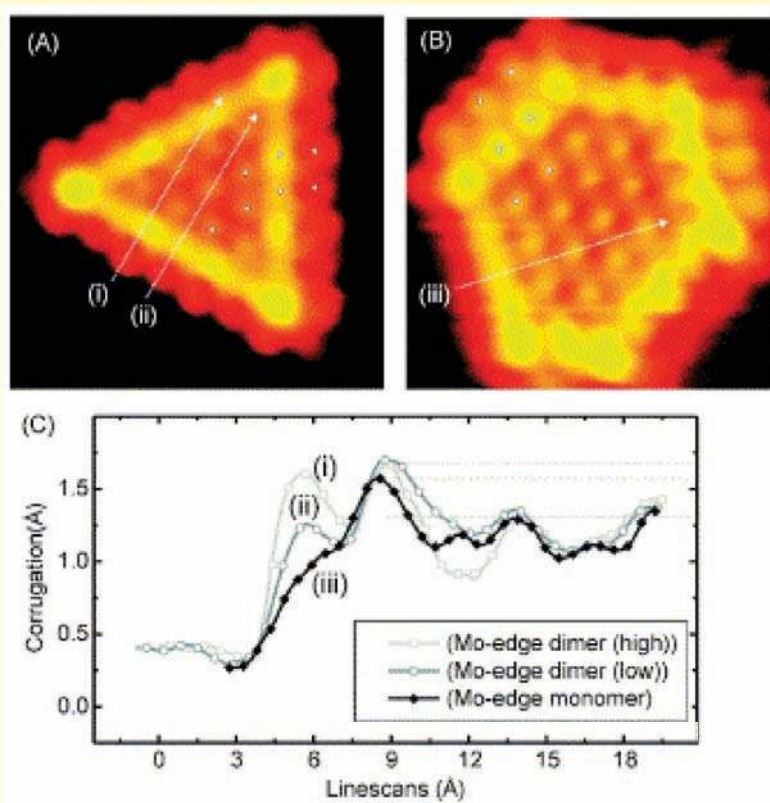 (A)
(B)
(i)
(ii)
(iii)
(C)
Corrugation(Å)
1.5
1.0
0.5
0.0
(i)
(ii)
(iii)
(Mo-edge dimer (high))
(Mo-edge dimer (low))
(Mo-edge monomer)
0 3 6 9 12 15 18
Linescans (Å)